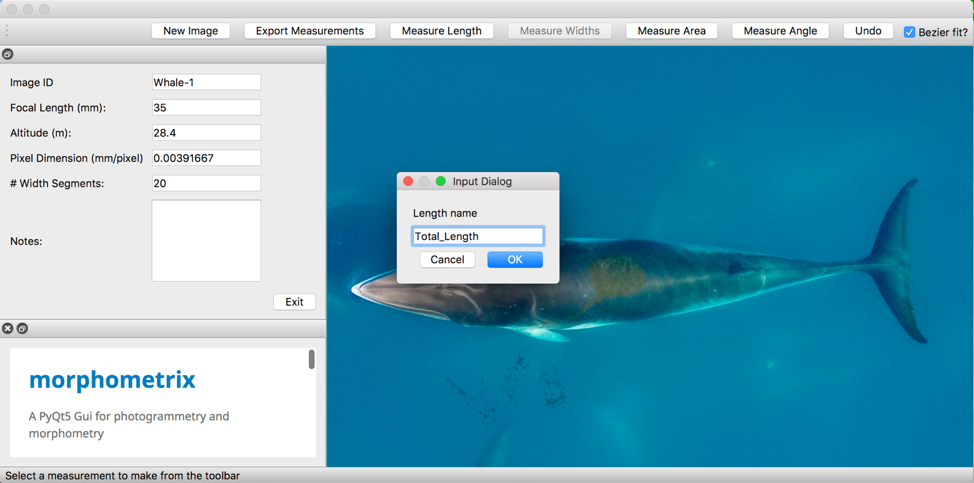 New Image
Export Measurements
Measure Length
Measure Widths
Measure Area
Measure Angle
Undo
Bezier fit?
Image ID
Whale-1
Focal Length (mm):
35
Altitude (m):
28.4
Pixel Dimension (mm/pixel)
0.00391667
# Width Segments:
20
Notes:
Exit
Input Dialog
Length name
Total_Length
Cancel
OK
morphometrix
A PyQt5 Gui for photogrammetry and
morphometry
Select a measurement to make from the toolbar